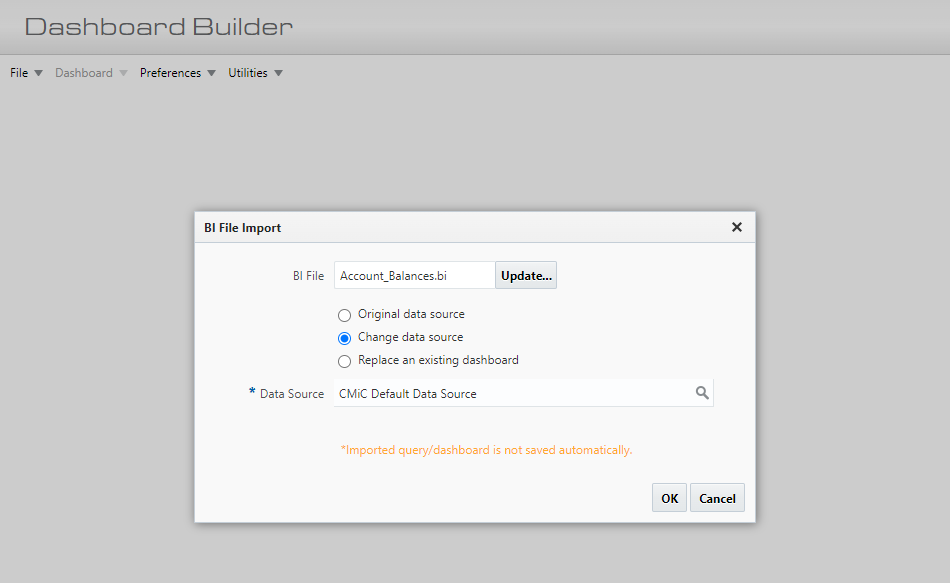 Dashboard Builder
File Dashboard Preferences Utilities
BI File Import
BI File Account_Balances.bi Update...
Original data source
Change data source
Replace an existing dashboard
* Data Source CMiC Default Data Source
*Imported query/dashboard is not saved automatically.
OK Cancel